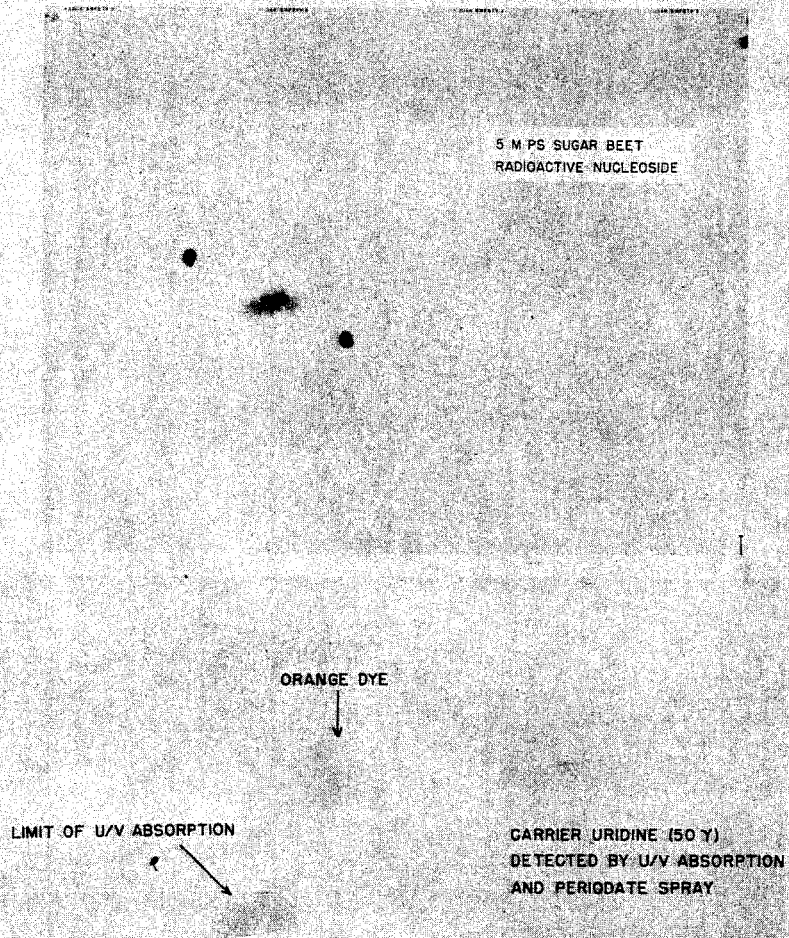 5 M PS SUGAR BEET
RADIOACTIVE NUCLEOSIDE
ORANGE DYE
LIMIT OF U/V ABSORPTION
CARRIER URIDINE (50 γ)
DETECTED BY U/V ABSORPTION
AND PERIODATE SPRAY